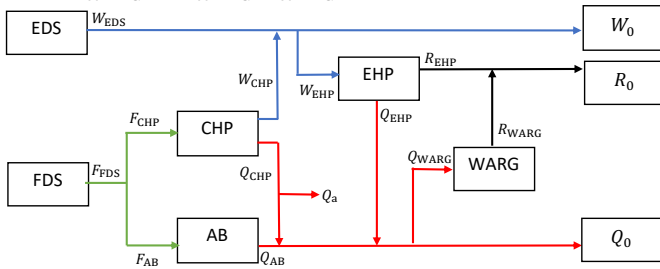 EDS
W_EDS
W_0
R_EHP
EHP
W_CHP
W_EHP
R_0
F_CHP
CHP
Q_EHP
R_WARG
F_FDS
FDS
Q_CHP
Q_WARG
WARG
Q_a
AB
Q_0
F_AB
Q_AB